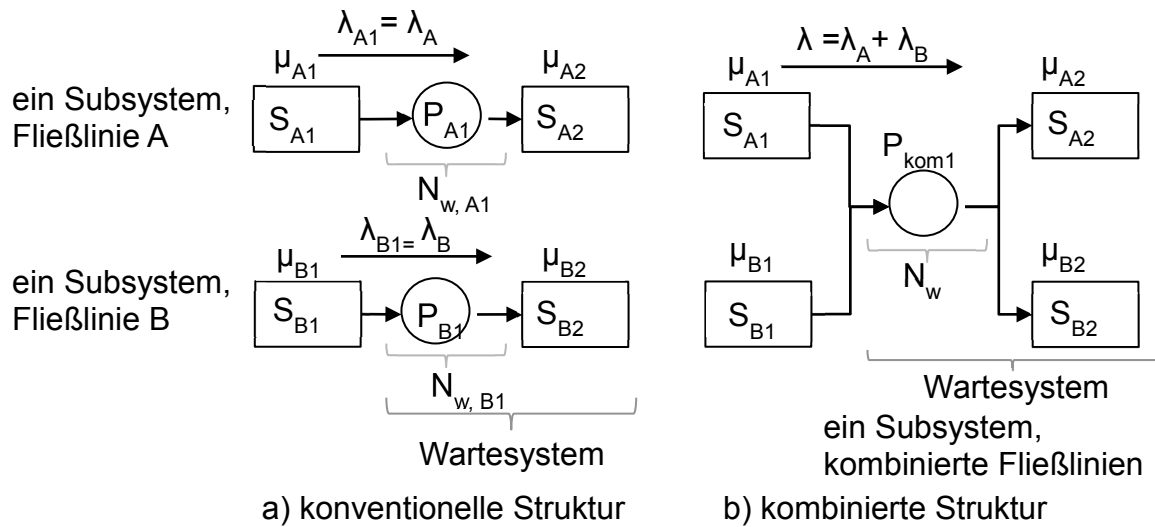 λA1= λA
μA1
μA2
ein Subsystem,
Fließlinie A
SA1
PA1
SA2
Nw, A1
λB1= λB
μB1
μB2
ein Subsystem,
Fließlinie B
SB1
PB1
SB2
Nw, B1
Wartesystem
a) konventionelle Struktur
λ =λA+ λB
μA1
μA2
SA1
SA2
Pkom1
μB1
μB2
Nw
SB1
SB2
Wartesystem
ein Subsystem,
kombinierte Fließlinien
b) kombinierte Struktur